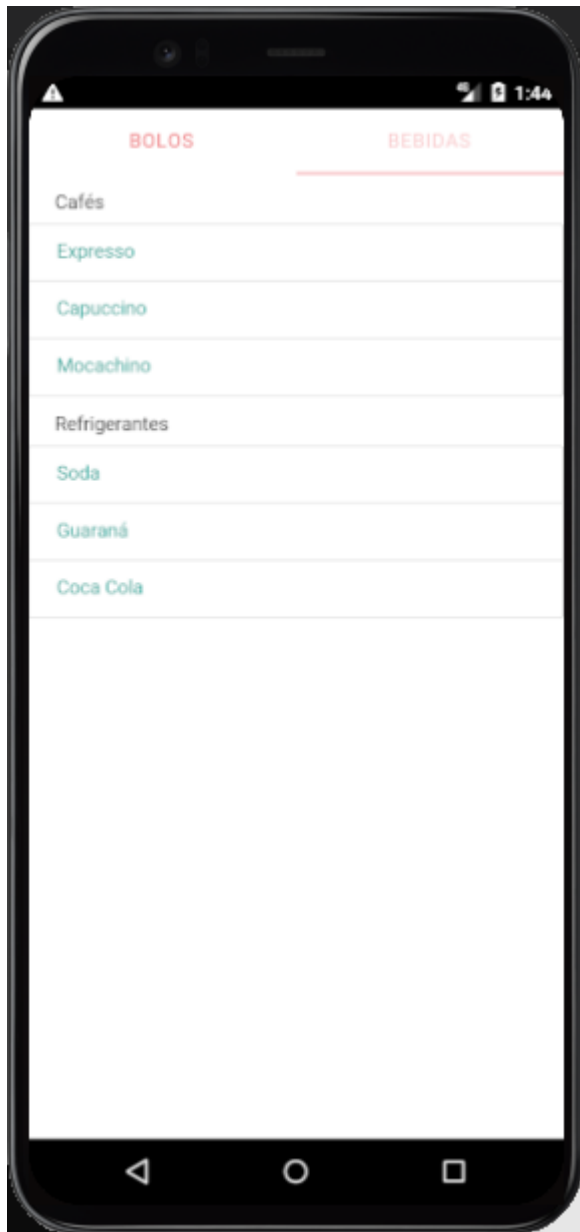 1:44
BOLOS BEBIDAS
Cafés
Expresso
Capuccino
Mocachino
Refrigerantes
Soda
Guaraná
Coca Cola